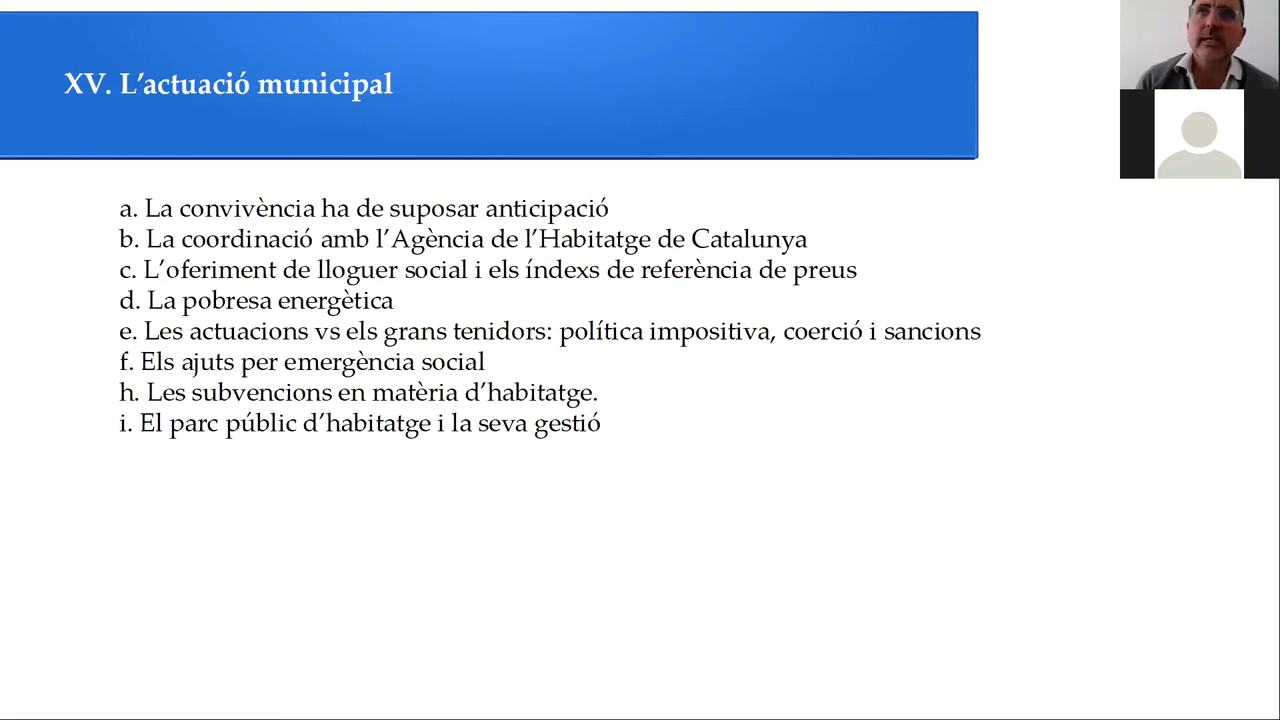 XV. L’actuació municipal
a. La convivència ha de suposar anticipació
b. La coordinació amb l’Agència de l’Habitatge de Catalunya
c. L’oferiment de lloguer social i els índexs de referència de preus
d. La pobresa energètica
e. Les actuacions vs els grans tenidors: política impositiva, coerció i sancions
f. Els ajuts per emergència social
h. Les subvencions en matèria d’habitatge.
i. El parc públic d’habitatge i la seva gestió